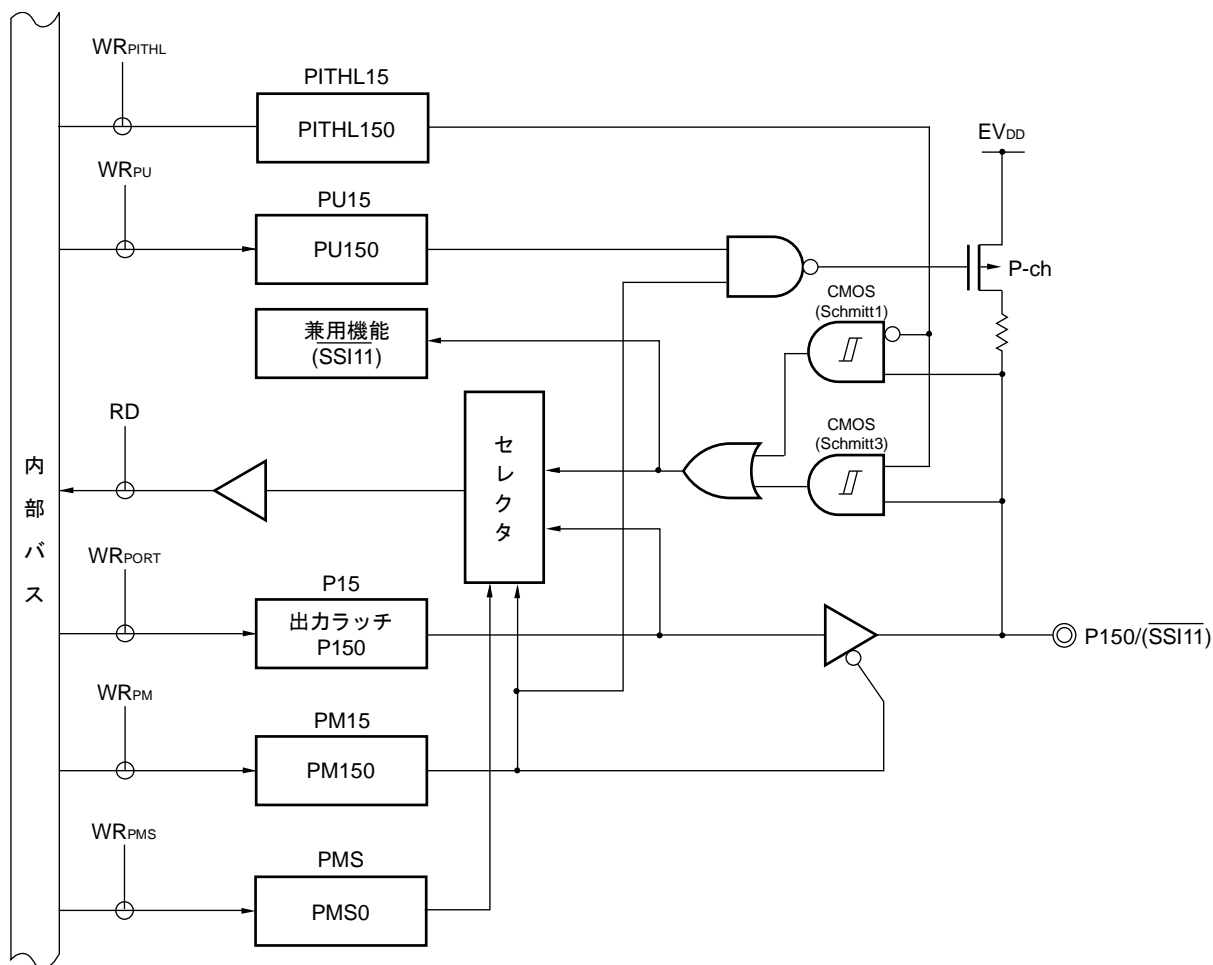 WRPITHL
PITHL15
PITHL150
EVDD
WRPU
PU15
PU150
P-ch
CMOS
(Schmitt1)
兼用機能
(SSI11)
RD
セレクタ
CMOS
(Schmitt3)
内部バス
WRPORT
P15
出力ラッチ
P150
P150/(SSI11)
WRPM
PM15
PM150
WRPMS
PMS
PMS0